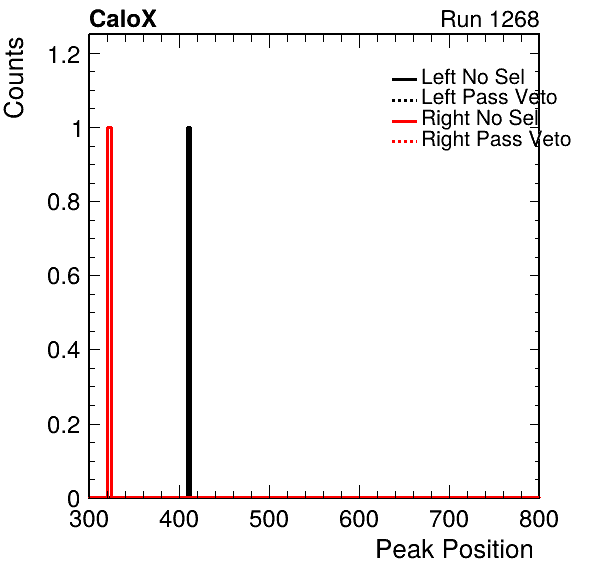 CaloX Run 1268
Counts
1.2
1
0.8
0.6
0.4
0.2
0
Left No Sel
Left Pass Veto
Right No Sel
Right Pass Veto
300 400 500 600 700 800
Peak Position